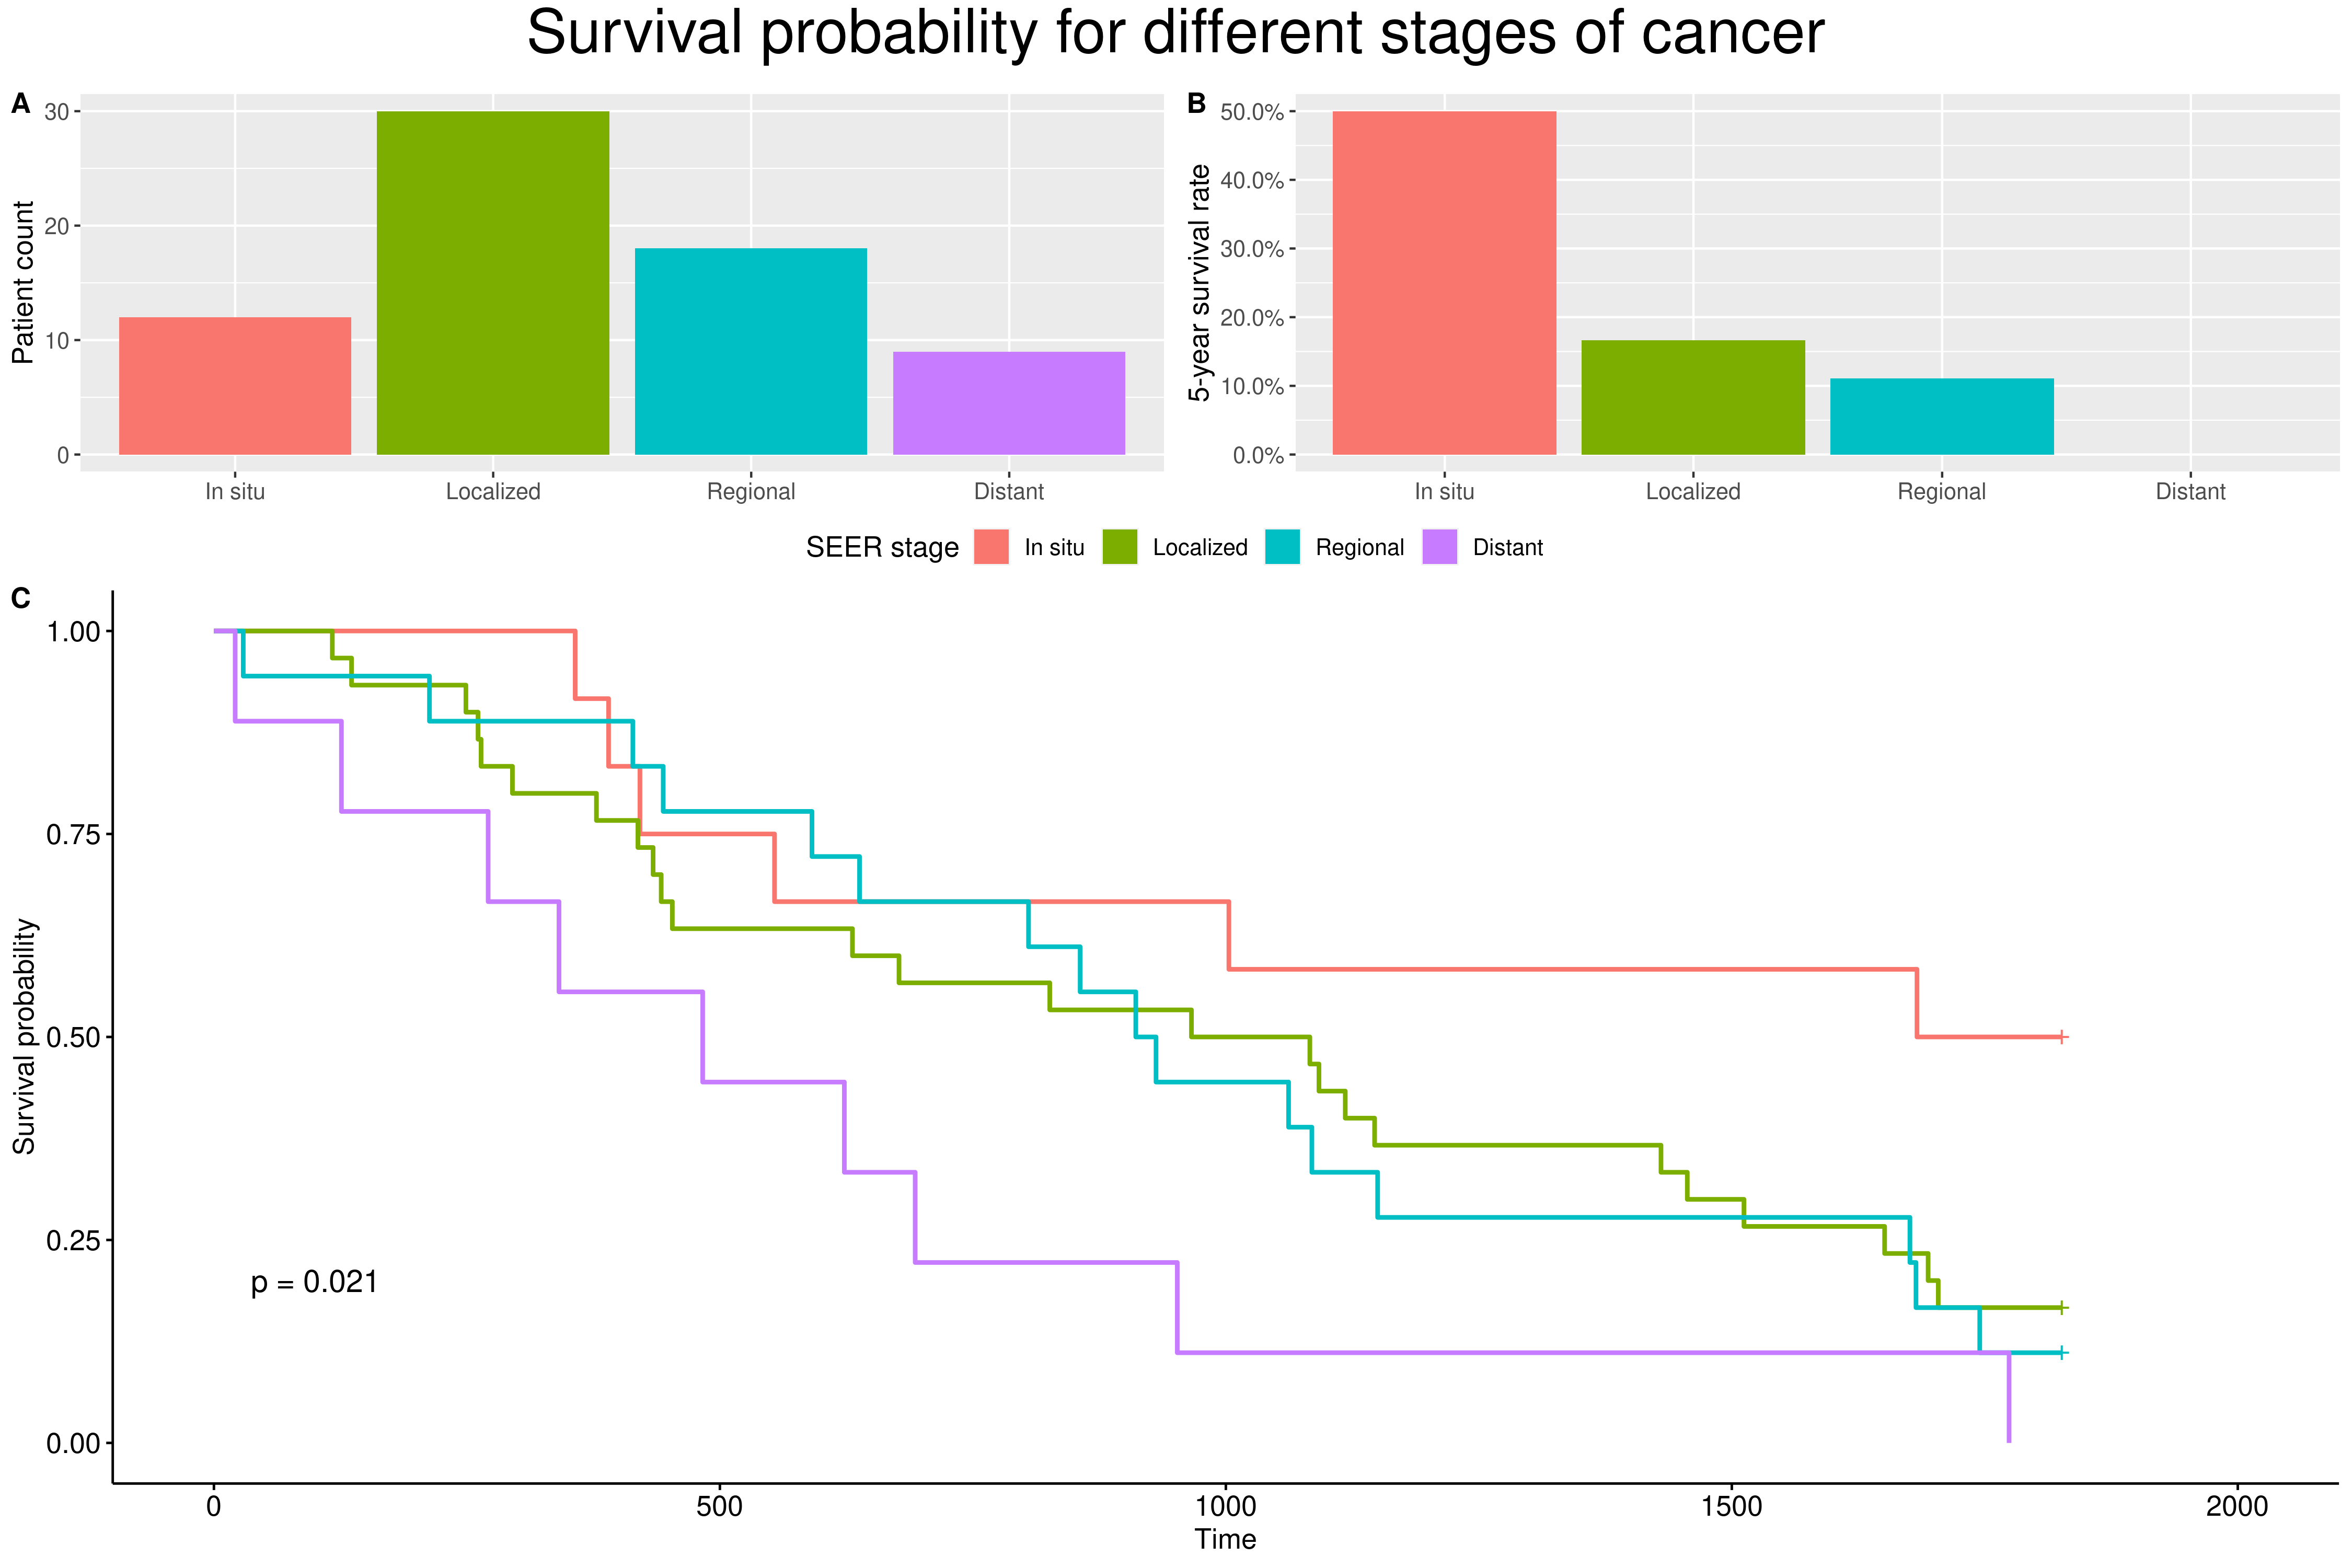 Survival probability for different stages of cancer
A
30
20
10
0
Patient count
In situ
Localized
Regional
Distant
B
50.0%
40.0%
30.0%
20.0%
10.0%
0.0%
5-year survival rate
In situ
Localized
Regional
Distant
SEER stage In situ Localized Regional Distant
C
1.00
0.75
0.50
0.25
0.00
Survival probability
p = 0.021
0 500 1000 1500 2000
Time